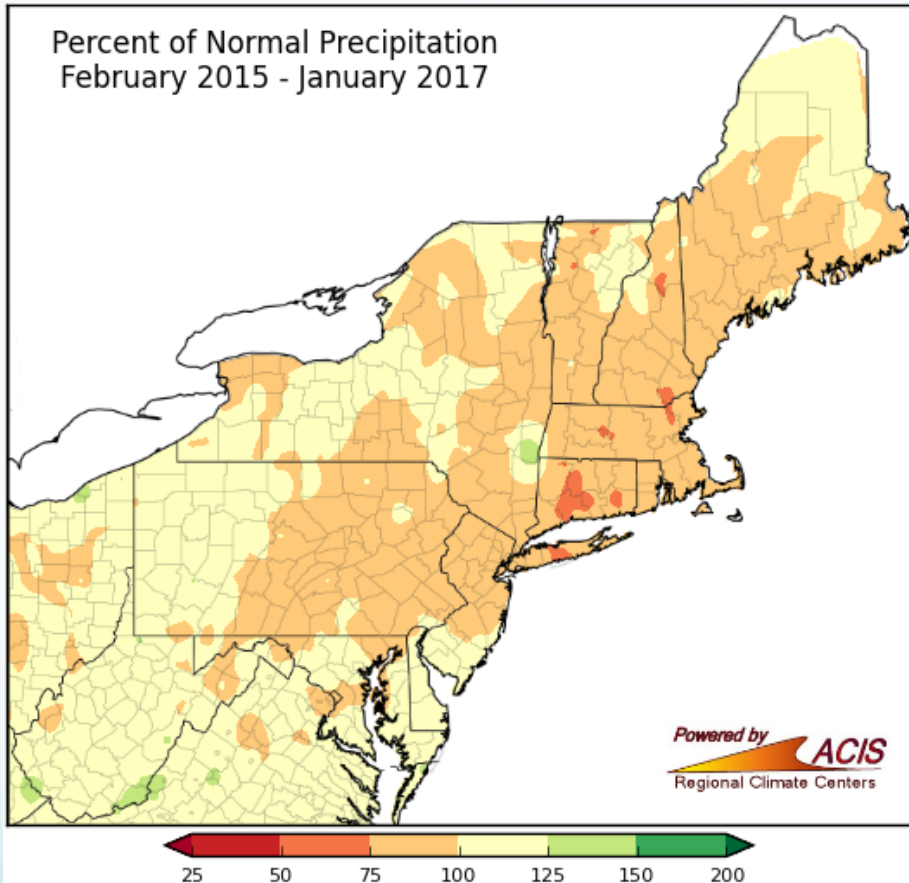 Percent of Normal Precipitation
February 2015 - January 2017
Powered by
ACIS
Regional Climate Centers
25 50 75 100 125 150 200